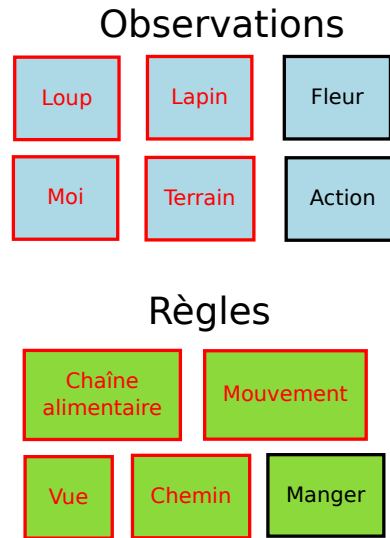 Observations
Loup
Lapin
Fleur
Moi
Terrain
Action
Règles
Chaîne
alimentaire
Mouvement
Vue
Chemin
Manger